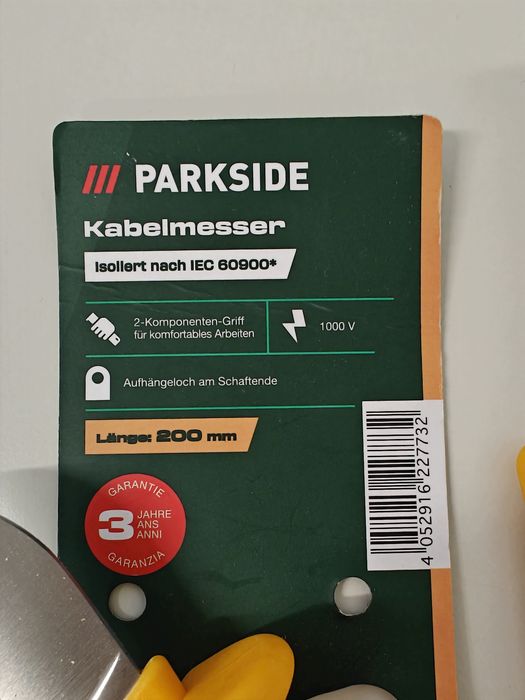 PARKSIDE
Kabelmesser
Isoliert nach IEC 60900*
2-Komponenten-Griff
für komfortables Arbeiten
1000 V
Aufhängeloch am Schaftende
Länge: 200 mm
GARANTIE
3 JAHRE
ANS
ANNI
GARANZIA
4 052916 227732